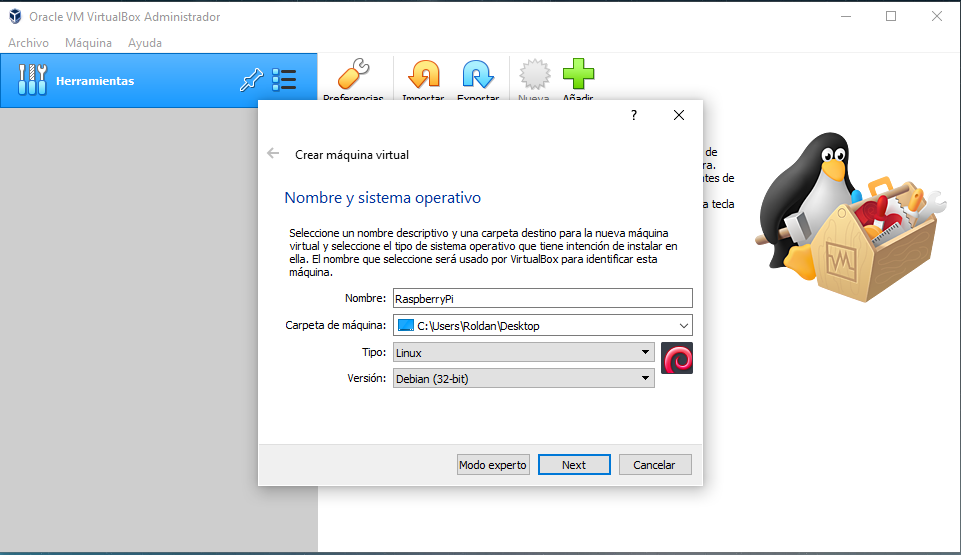 Oracle VM VirtualBox Administrador
Archivo Máquina Ayuda
Herramientas
Preferencias Importar Exportar Nueva Añadir
?
Crear máquina virtual
de
ra.
tes de
a tecla
Nombre y sistema operativo
Seleccione un nombre descriptivo y una carpeta destino para la nueva máquina
virtual y seleccione el tipo de sistema operativo que tiene intención de instalar en
ella. El nombre que seleccione será usado por VirtualBox para identificar esta
máquina.
Nombre: RaspberryPi
Carpeta de máquina: C:\Users\Roldan\Desktop
Tipo: Linux
Versión: Debian (32-bit)
Modo experto Next Cancelar